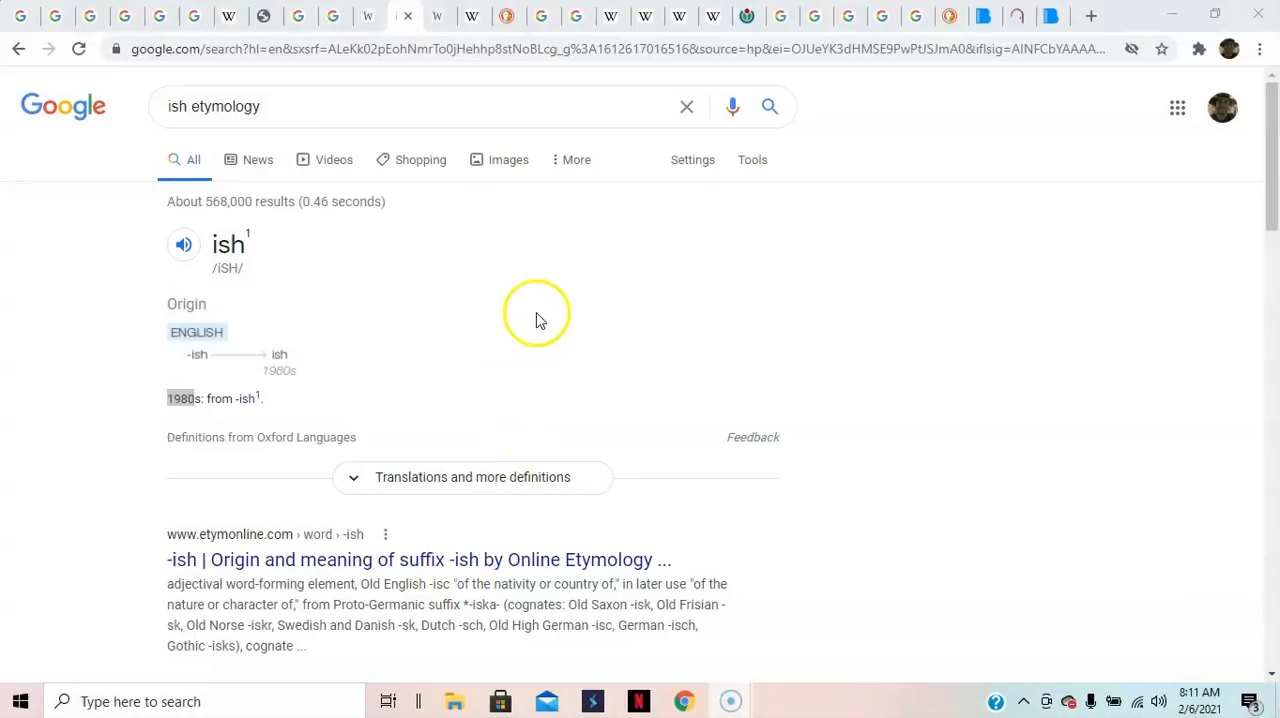 google.com/search?hl=en&sxsrf=ALeKk02pEohNmrTo0jHehhp8stNoBLcg_g%3A1612617016516&source=hp&ei=OJUeYK3dHMSE9PwPtJSJmA0&iflsig=AINFCbYAAAA...
Google
ish etymology
All News Videos Shopping Images More Settings Tools
About 568,000 results (0.46 seconds)
ish1
/iSH/
Origin
ENGLISH
-ish ish
1980s
1980s: from -ish1.
Definitions from Oxford Languages Feedback
Translations and more definitions
www.etymonline.com › word › -ish
-ish | Origin and meaning of suffix -ish by Online Etymology ...
adjectival word-forming element, Old English -isc "of the nativity or country of," in later use "of the
nature or character of," from Proto-Germanic suffix *-iska- (cognates: Old Saxon -isk, Old Frisian -
sk, Old Norse -iskr, Swedish and Danish -sk, Dutch -sch, Old High German -isc, German -isch,
Gothic -isks), cognate ...
Type here to search
8:11 AM
2/6/2021
3